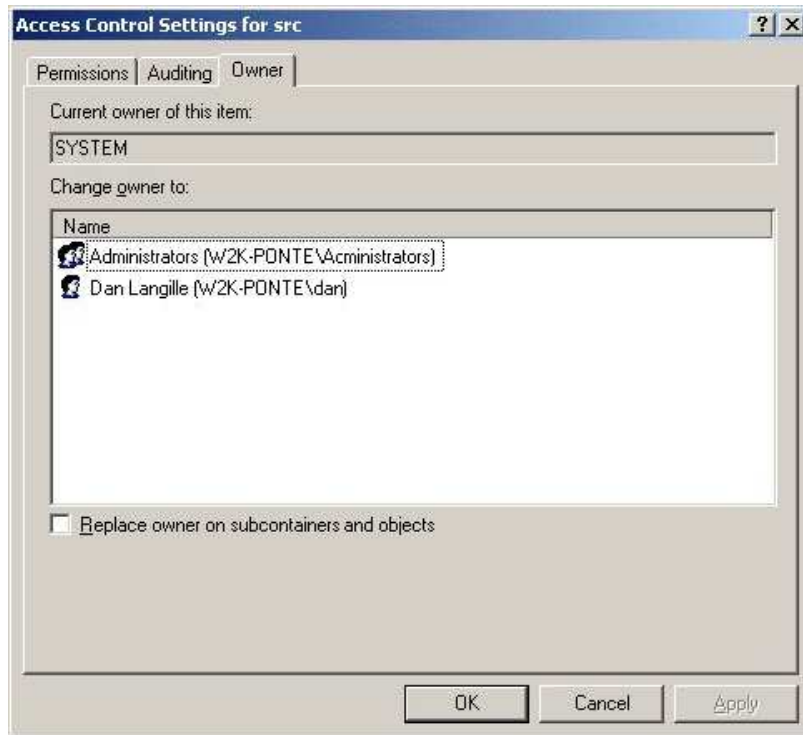 Access Control Settings for src
Permissions Auditing Owner
Current owner of this item:
SYSTEM
Change owner to:
Name
Administrators (W2K-PONTE\Acministrators)
Dan Langille (W2K-PONTE\dan)
Replace owner on subcontainers and objects
OK Cancel Apply